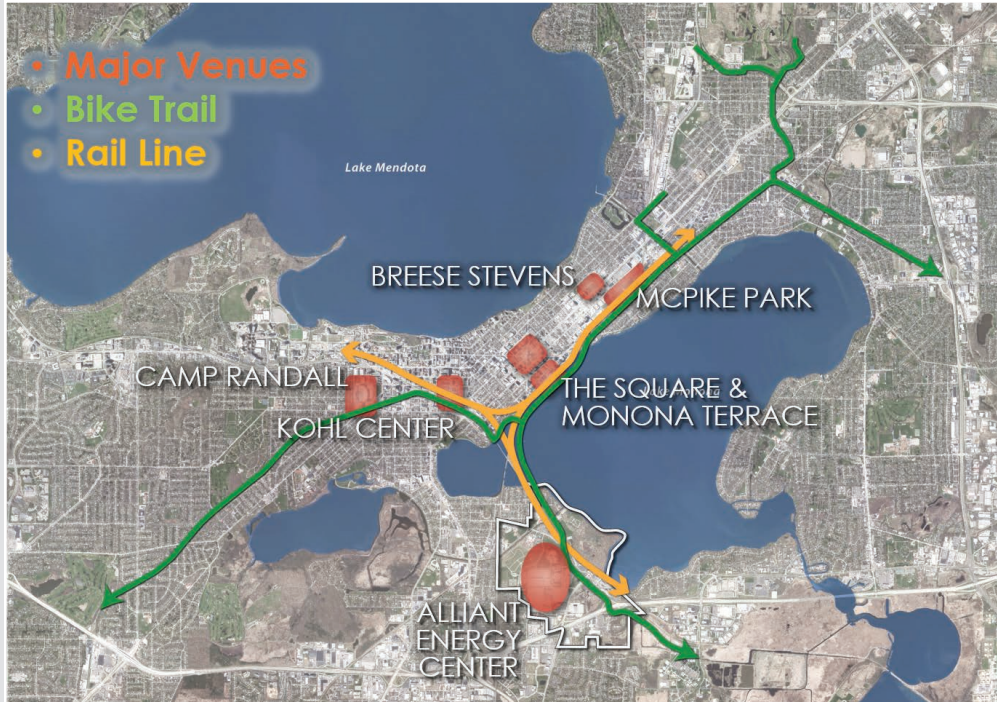 • Major Venues
• Bike Trail
• Rail Line
Lake Mendota
BREESE STEVENS
MCPIKE PARK
CAMP RANDALL
THE SQUARE &
MONONA TERRACE
KOHL CENTER
ALLIANT
ENERGY
CENTER